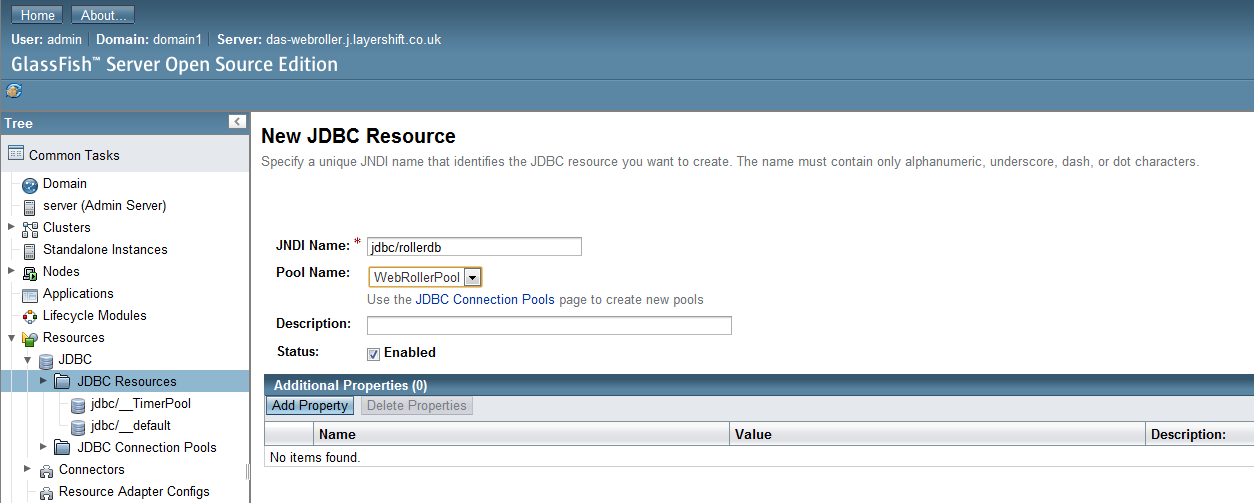 Home About...
User: admin Domain: domain1 Server: das-webroller.j.layershift.co.uk
GlassFish™ Server Open Source Edition
Tree
Common Tasks
Domain
server (Admin Server)
Clusters
Standalone Instances
Nodes
Applications
Lifecycle Modules
Resources
JDBC
JDBC Resources
jdbc/__TimerPool
jdbc/__default
JDBC Connection Pools
Connectors
Resource Adapter Configs
New JDBC Resource
Specify a unique JNDI name that identifies the JDBC resource you want to create. The name must contain only alphanumeric, underscore, dash, or dot characters.
JNDI Name: * jdbc/rollerdb
Pool Name: WebRollerPool
Use the JDBC Connection Pools page to create new pools
Description:
Status: Enabled
Additional Properties (0)
Add Property Delete Properties
Name Value Description:
No items found.